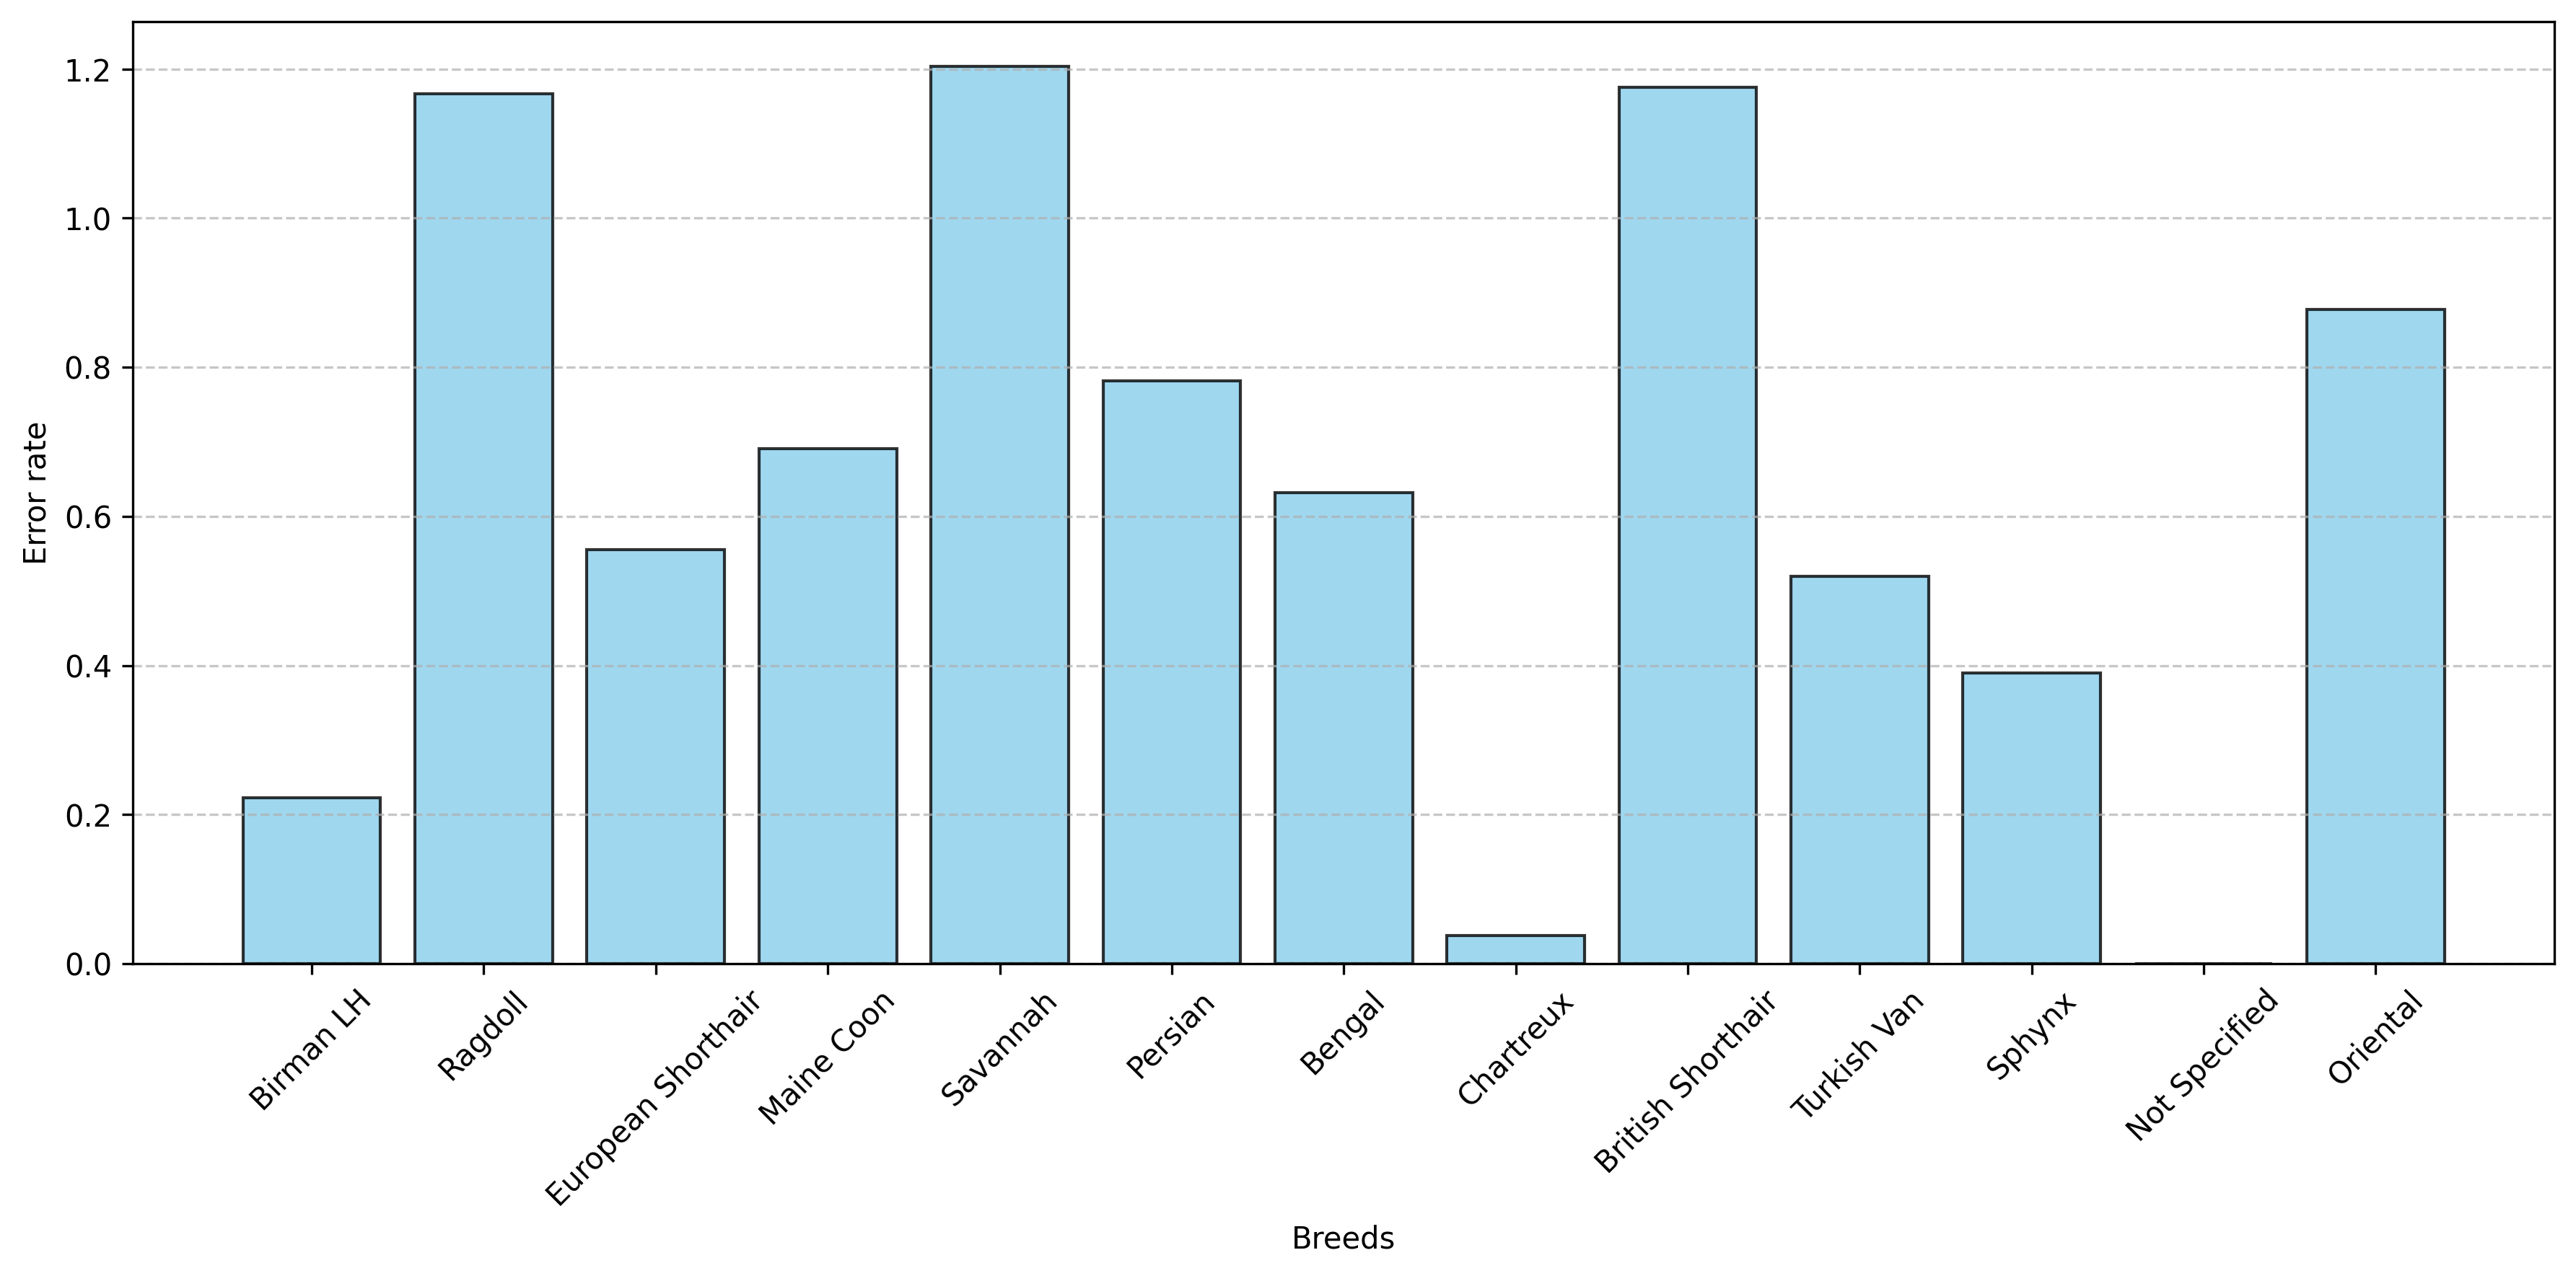 1.2
1.0
0.8
0.6
0.4
0.2
0.0
Error rate
Birman LH
Ragdoll
European Shorthair
Maine Coon
Savannah
Persian
Bengal
Chartreux
British Shorthair
Turkish Van
Sphynx
Not Specified
Oriental
Breeds